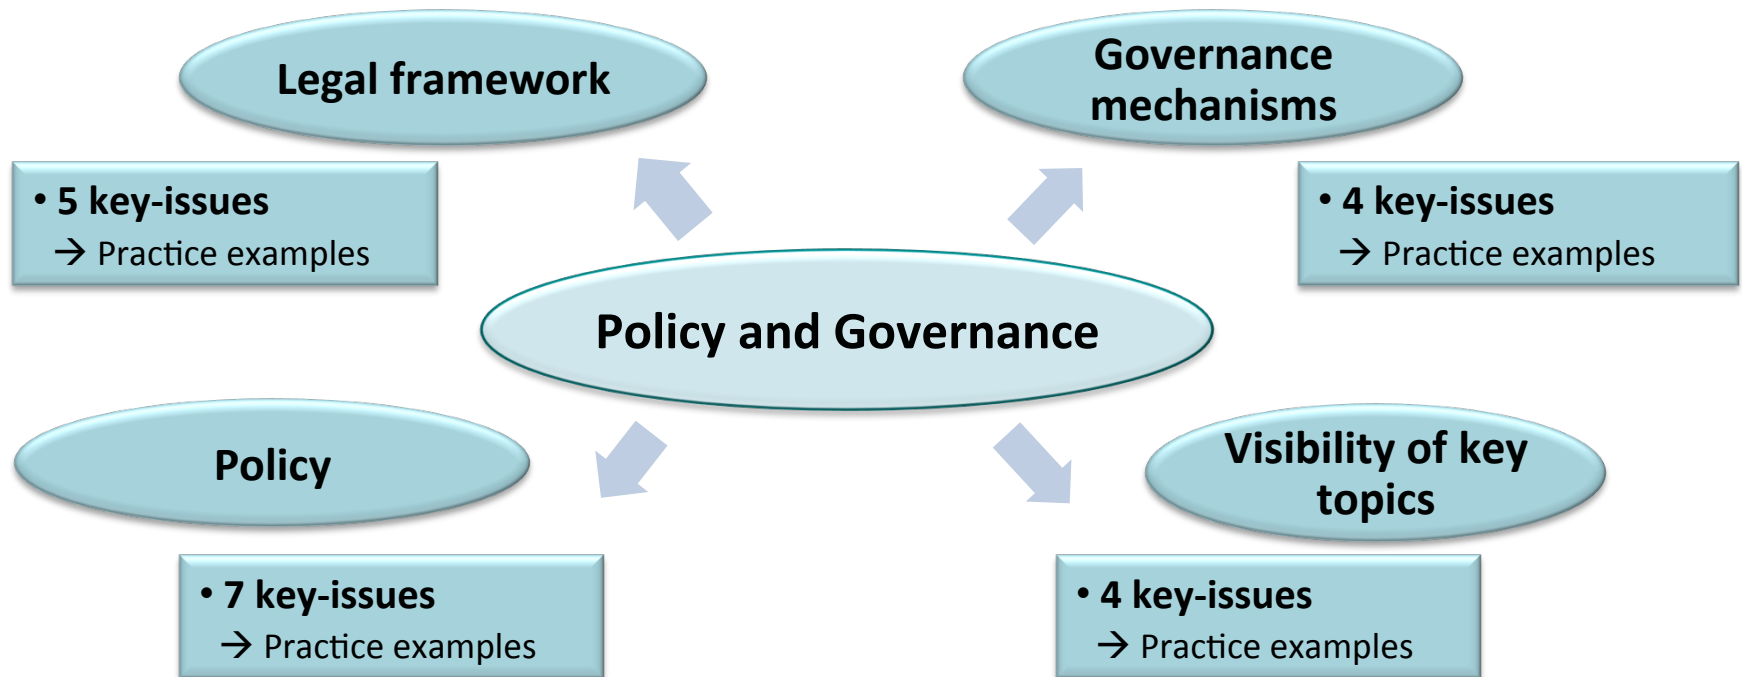 Legal framework
Governance
mechanisms
• 5 key-issues
→ Practice examples
• 4 key-issues
→ Practice examples
Policy and Governance
Policy
Visibility of key
topics
• 7 key-issues
→ Practice examples
• 4 key-issues
→ Practice examples